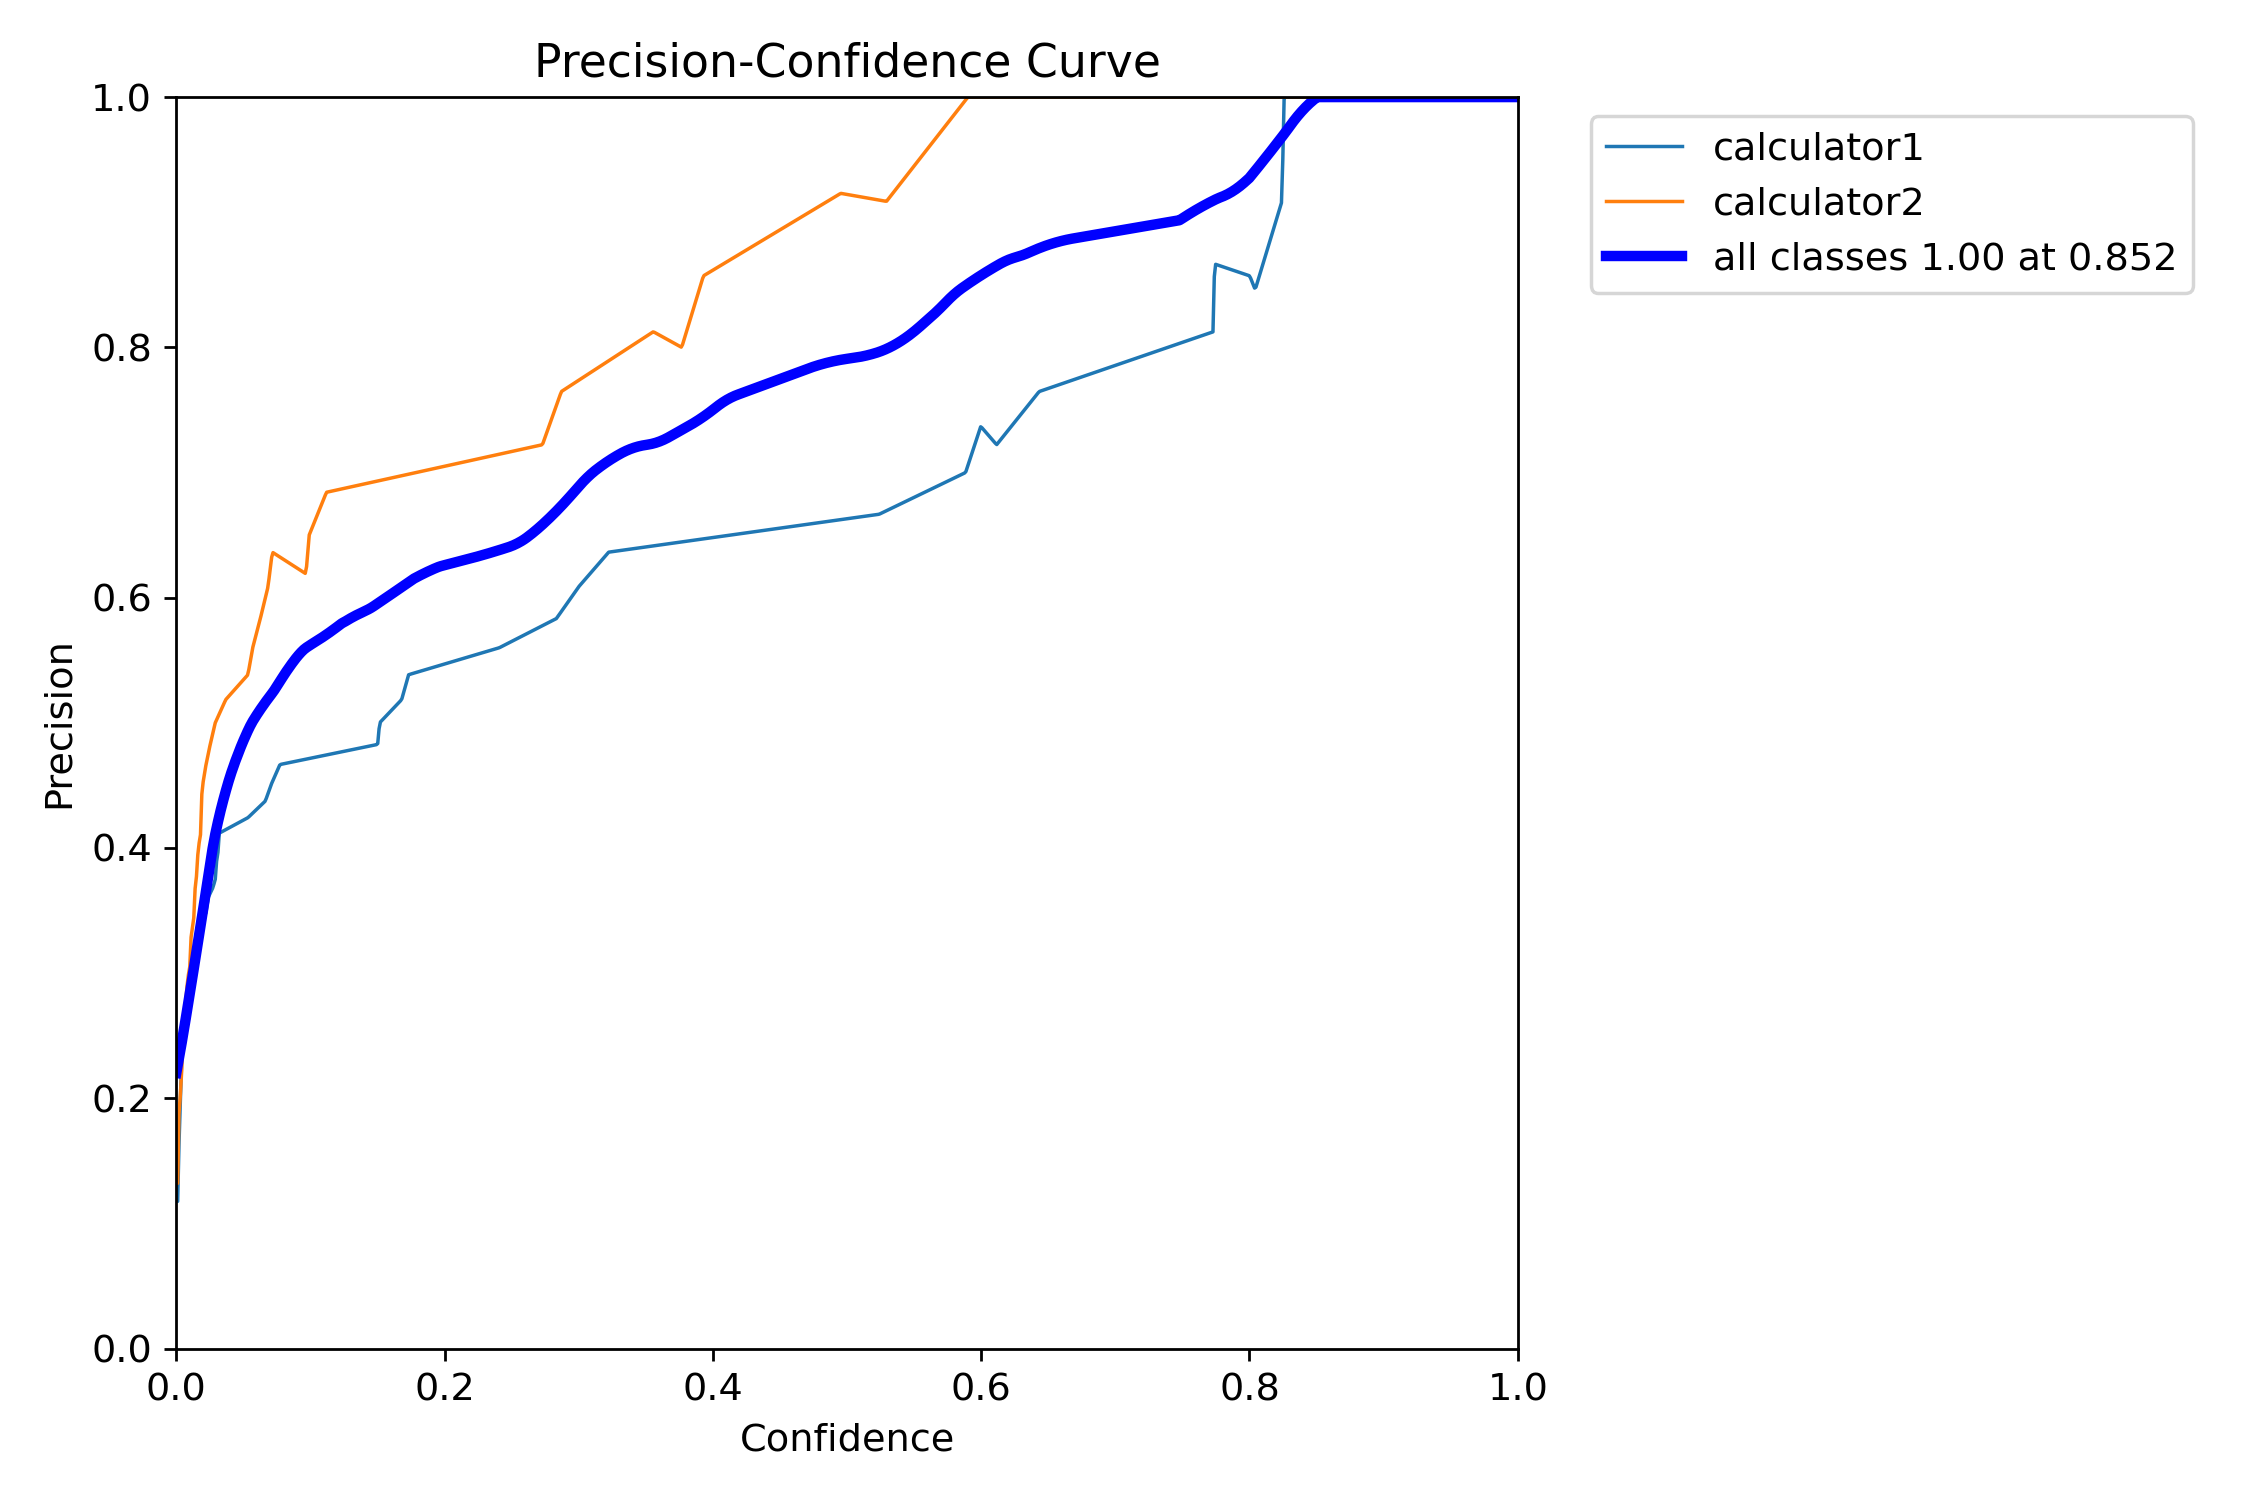 Precision-Confidence Curve
1.0
0.8
0.6
0.4
0.2
0.0
Precision
0.0 0.2 0.4 0.6 0.8 1.0
Confidence
calculator1
calculator2
all classes 1.00 at 0.852